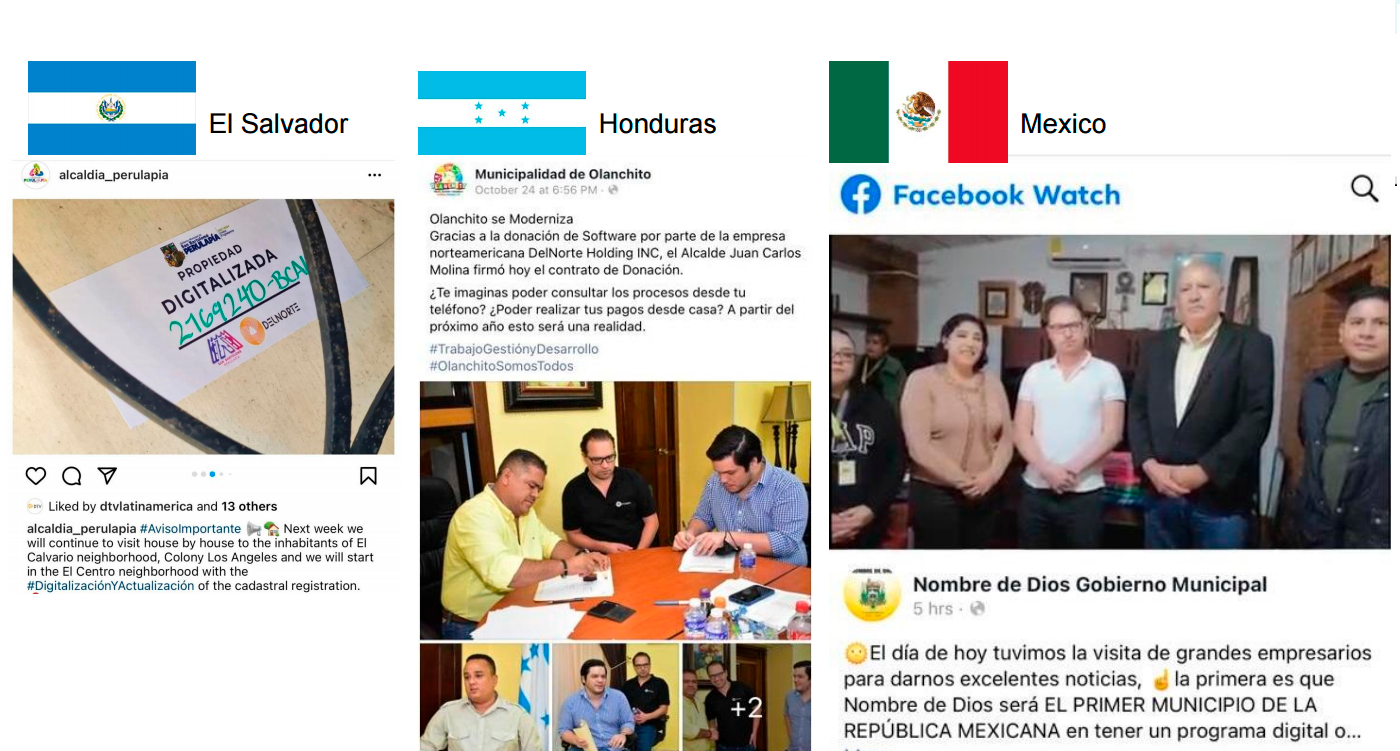 El Salvador
alcaldia_perulapia
PERULAPIA
PROPIEDAD
DIGITALIZADA
2169240-BCAN
DELNORTE
Liked by dtvlatinamerica and 13 others
alcaldia_perulapia #AvisoImportante 📢🏡 Next week we
will continue to visit house by house to the inhabitants of El
Calvario neighborhood, Colony Los Angeles and we will start
in the El Centro neighborhood with the
#DigitalizaciónYActualización of the cadastral registration.
Honduras
Municipalidad de Olanchito
October 24 at 6:56 PM ·
Olanchito se Moderniza
Gracias a la donación de Software por parte de la empresa
norteamericana DelNorte Holding INC, el Alcalde Juan Carlos
Molina firmó hoy el contrato de Donación.
¿Te imaginas poder consultar los procesos desde tu
teléfono? ¿Poder realizar tus pagos desde casa? A partir del
próximo año esto será una realidad.
#TrabajoGestiónyDesarrollo
#OlanchitoSomosTodos
+2
Mexico
Facebook Watch
AP
Nombre de Dios Gobierno Municipal
5 hrs ·
😶El día de hoy tuvimos la visita de grandes empresarios
para darnos excelentes noticias, ☝la primera es que
Nombre de Dios será EL PRIMER MUNICIPIO DE LA
REPÚBLICA MEXICANA en tener un programa digital o...